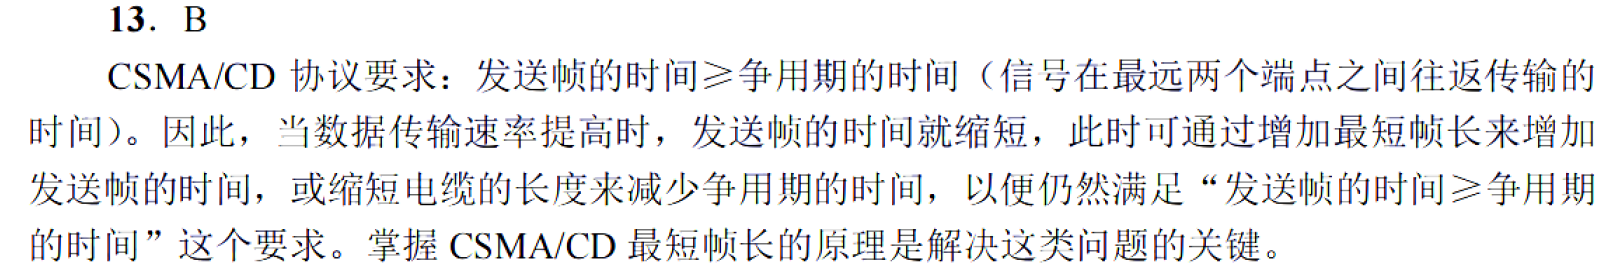 13. B
CSMA/CD 协议要求：发送帧的时间≥争用期的时间（信号在最远两个端点之间往返传输的
时间）。因此，当数据传输速率提高时，发送帧的时间就缩短，此时可通过增加最短帧长来增加
发送帧的时间，或缩短电缆的长度来减少争用期的时间，以便仍然满足“发送帧的时间≥争用期
的时间”这个要求。掌握 CSMA/CD 最短帧长的原理是解决这类问题的关键。